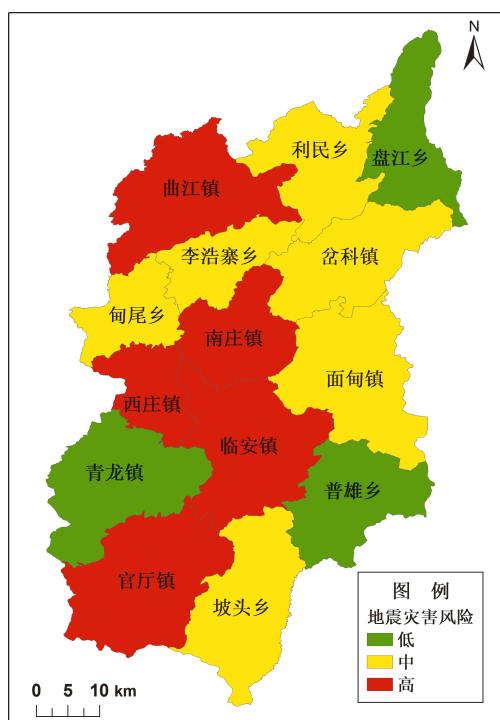 N
利民乡
盘江乡
曲江镇
李浩寨乡
岔科镇
甸尾乡
南庄镇
面甸镇
西庄镇
临安镇
青龙镇
普雄乡
官厅镇
坡头乡
图 例
地震灾害风险
低
中
高
0 5 10 km